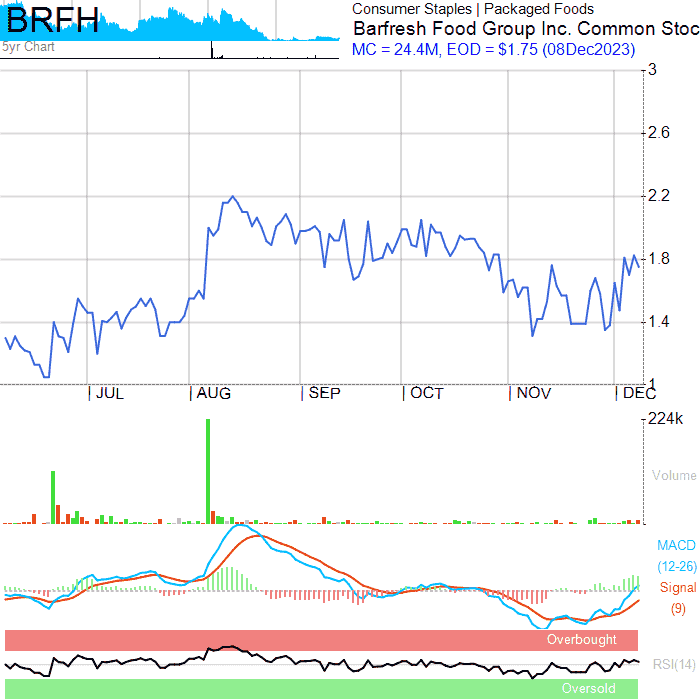 BRFH
5yr Chart
Consumer Staples | Packaged Foods
Barfresh Food Group Inc. Common Stoc
MC = 24.4M, EOD = $1.75 (08Dec2023)
3
2.6
2.2
1.8
1.4
1
JUL
AUG
SEP
OCT
NOV
DEC
224k
Volume
MACD
(12-26)
Signal
(9)
Overbought
RSI(14)
Oversold